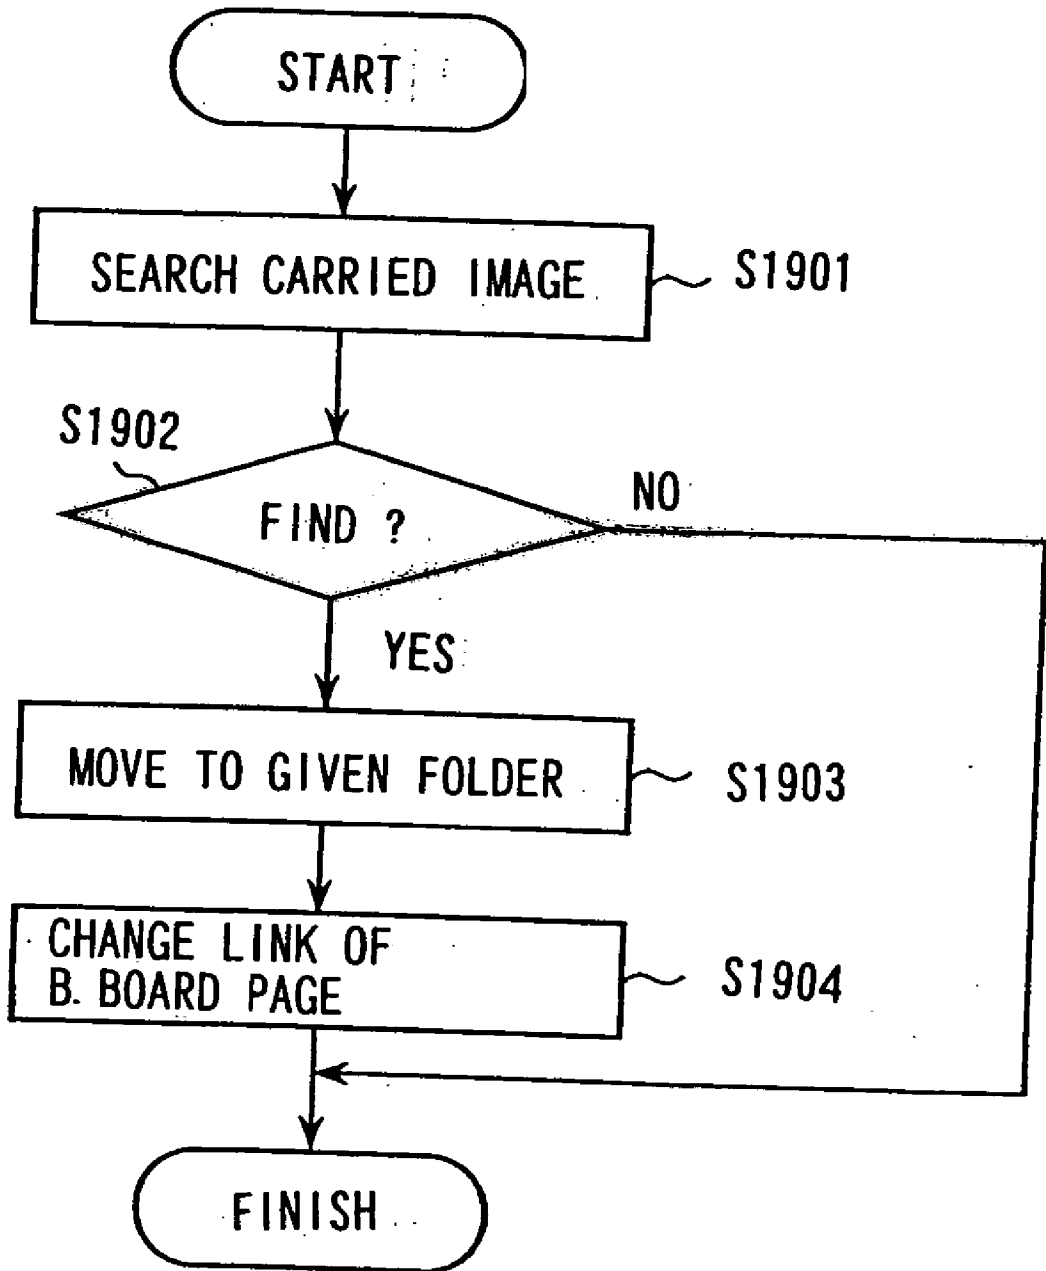 START
SEARCH CARRIED IMAGE
S1901
S1902
FIND ?
NO
YES
MOVE TO GIVEN FOLDER
S1903
CHANGE LINK OF
B. BOARD PAGE
S1904
FINISH